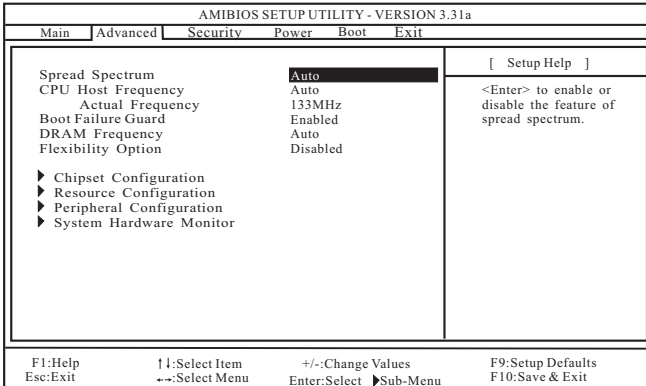 AMIBIOS SETUP UTILITY - VERSION 3.31a
Main Advanced Security Power Boot Exit
[ Setup Help ]
Spread Spectrum Auto
CPU Host Frequency Auto
Actual Frequency 133MHz
Boot Failure Guard Enabled
DRAM Frequency Auto
Flexibility Option Disabled
Chipset Configuration
Resource Configuration
Peripheral Configuration
System Hardware Monitor
<Enter> to enable or
disable the feature of
spread spectrum.
F1:Help ↑↓:Select Item +/-:Change Values F9:Setup Defaults
Esc:Exit ←→:Select Menu Enter:Select ▶Sub-Menu F10:Save & Exit